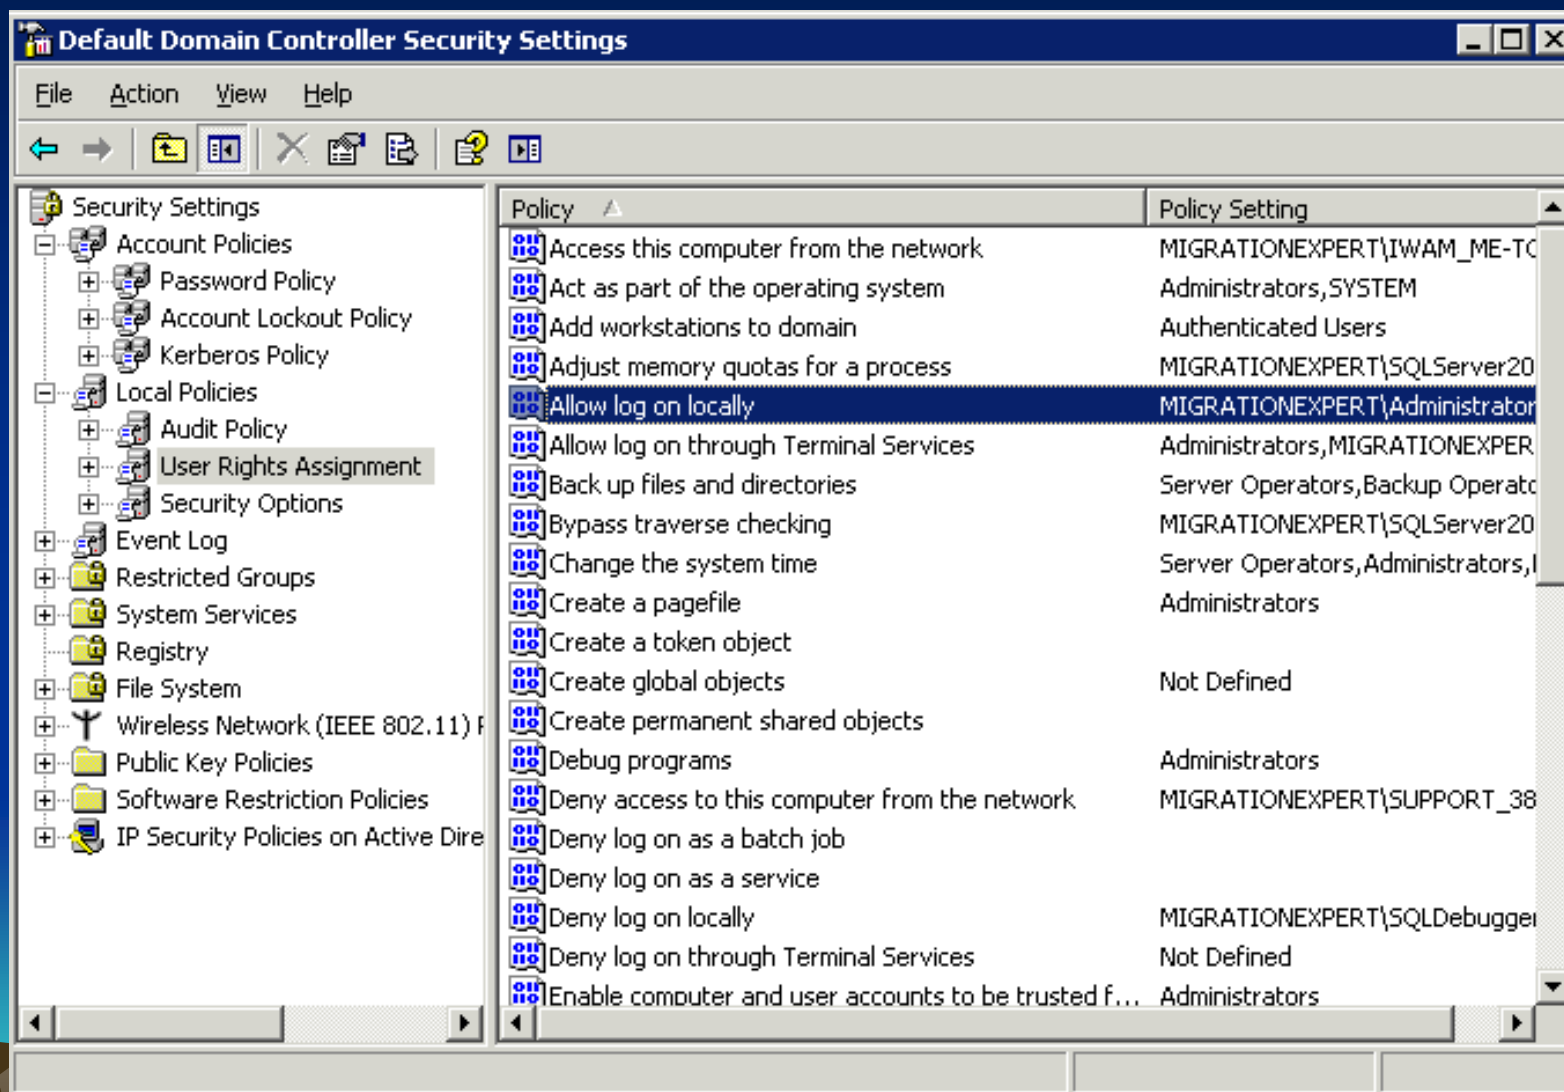 Default Domain Controller Security Settings
File Action View Help
Security Settings
Account Policies
Password Policy
Account Lockout Policy
Kerberos Policy
Local Policies
Audit Policy
User Rights Assignment
Security Options
Event Log
Restricted Groups
System Services
Registry
File System
Wireless Network (IEEE 802.11) P
Public Key Policies
Software Restriction Policies
IP Security Policies on Active Dire
Policy Policy Setting
Access this computer from the network MIGRATIONEXPERT\IWAM_ME-TO
Act as part of the operating system Administrators,SYSTEM
Add workstations to domain Authenticated Users
Adjust memory quotas for a process MIGRATIONEXPERT\SQLServer20
Allow log on locally MIGRATIONEXPERT\Administrator
Allow log on through Terminal Services Administrators,MIGRATIONEXPER
Back up files and directories Server Operators,Backup Operato
Bypass traverse checking MIGRATIONEXPERT\SQLServer20
Change the system time Server Operators,Administrators,
Create a pagefile Administrators
Create a token object
Create global objects Not Defined
Create permanent shared objects
Debug programs Administrators
Deny access to this computer from the network MIGRATIONEXPERT\SUPPORT_38
Deny log on as a batch job
Deny log on as a service
Deny log on locally MIGRATIONEXPERT\SQLDebugger
Deny log on through Terminal Services Not Defined
Enable computer and user accounts to be trusted f... Administrators